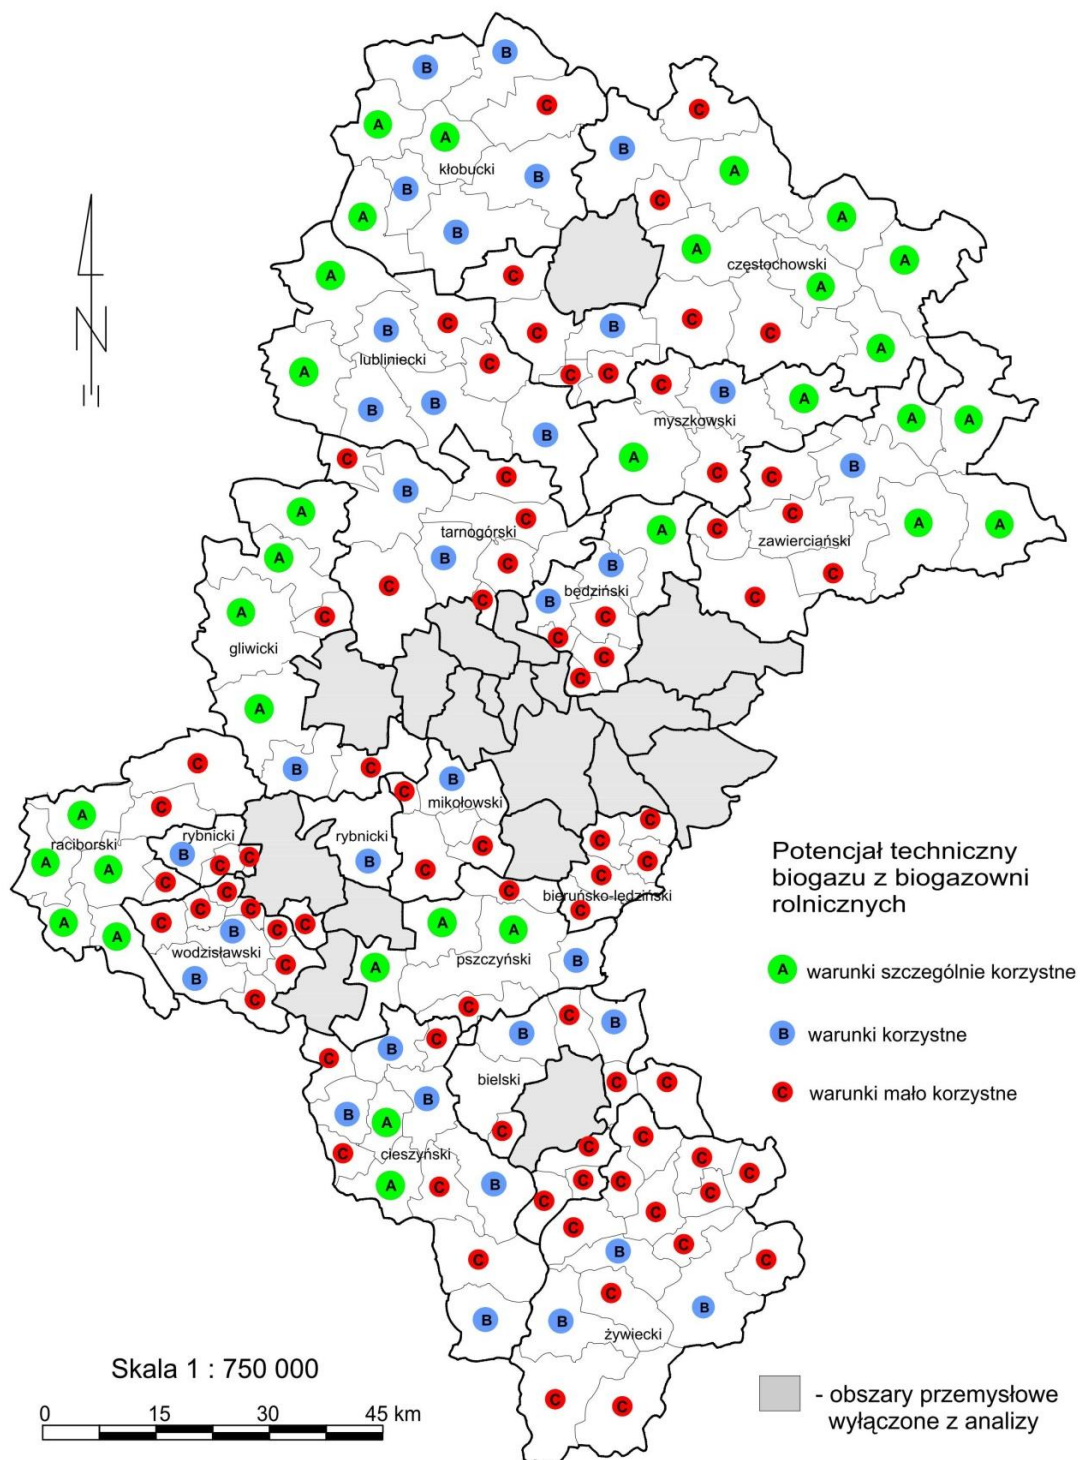 B
B
C
C
A
A
B
kłobucki
B
A
B
C
A
A
B
A
A
częstochowski
A
C
A
A
C
B
C
C
B
C
C
A
lubliniecki
C
A
C
C
C
B
A
B
B
myszkowski
A
A
B
C
A
B
C
C
C
B
A
C
A
C
C
A
A
tarnogórski
C
A
zawierciański
A
B
C
B
będziński
C
C
C
B
C
A
C
C
gliwicki
C
C
C
A
C
B
C
B
mikołowski
C
C
A
C
rybnicki
rybnicki
raciborski
C
C
B
C
C
A
A
C
B
C
C
C
C
bieruńsko-lędziński
C
C
C
C
A
C
B
C
C
A
A
A
A
wodzisławski
pszczyński
C
A
B
B
C
C
C
B
B
C
B
C
C
bielski
C
C
B
B
A
C
C
C
cieszyński
C
C
C
C
C
A
C
B
C
C
C
C
C
B
C
C
C
C
B
B
B
żywiecki
C
C
N
Potencjał techniczny
biogazu z biogazowni
rolniczych
A warunki szczególnie korzystne
B warunki korzystne
C warunki mało korzystne
Skala 1 : 750 000
0 15 30 45 km
- obszary przemysłowe
wyłączone z analizy